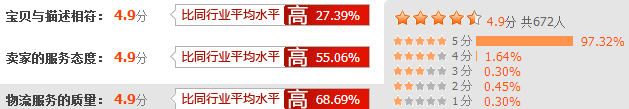 宝贝与描述相符： 4.9分 比同行业平均水平 高 27.39%
卖家的服务态度： 4.9分 比同行业平均水平 高 55.06%
物流服务的质量： 4.9分 比同行业平均水平 高 68.69%
4.9分 共672人
5分 97.32%
4分 1.64%
3分 0.30%
2分 0.45%
1分 0.30%